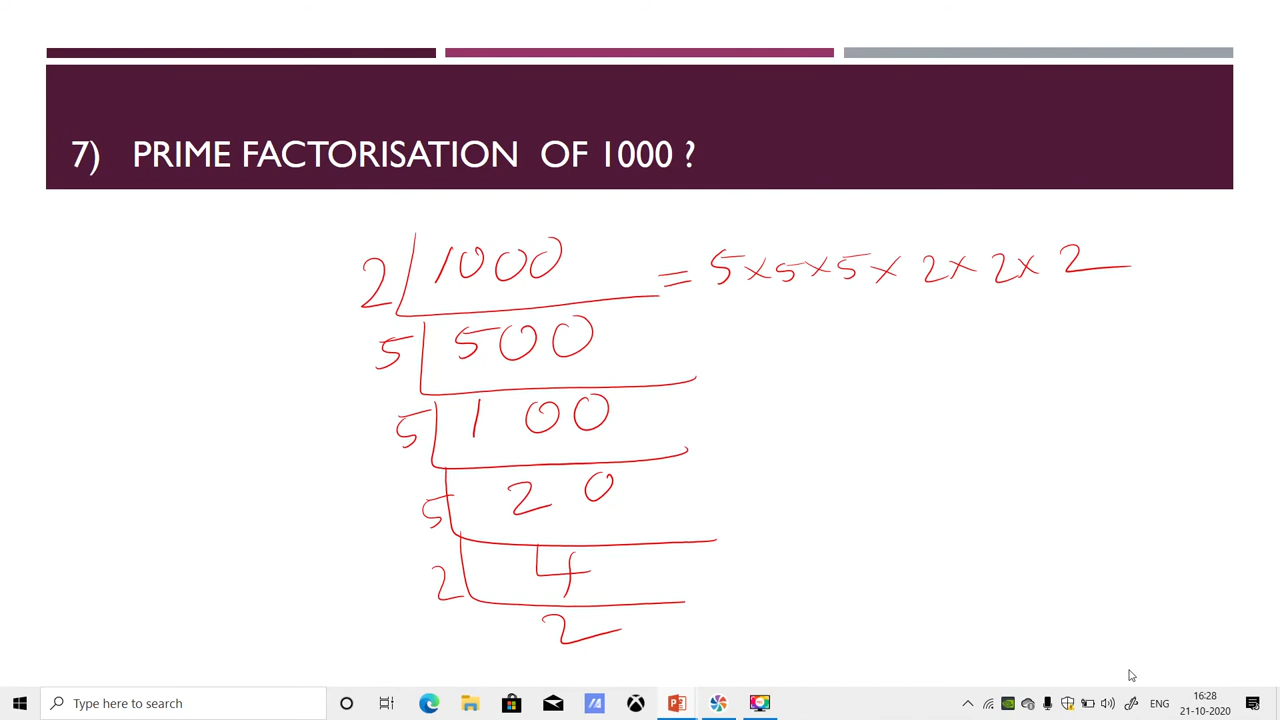 7) PRIME FACTORISATION OF 1000 ?
2 1000 = 5×5×5×2×2×2
5 500
5 100
5 20
2 4
2
Type here to search
ENG
16:28
21-10-2020